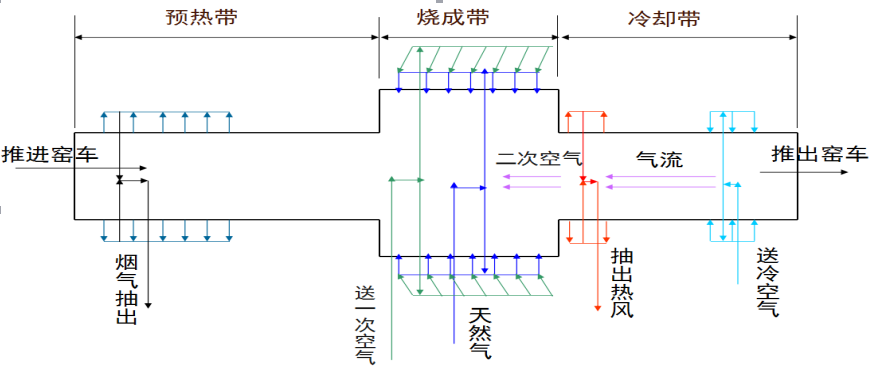 预热带
烧成带
冷却带
推进窑车
二次空气
气流
推出窑车
烟气抽出
送一次空气
天然气
抽出热风
送冷空气